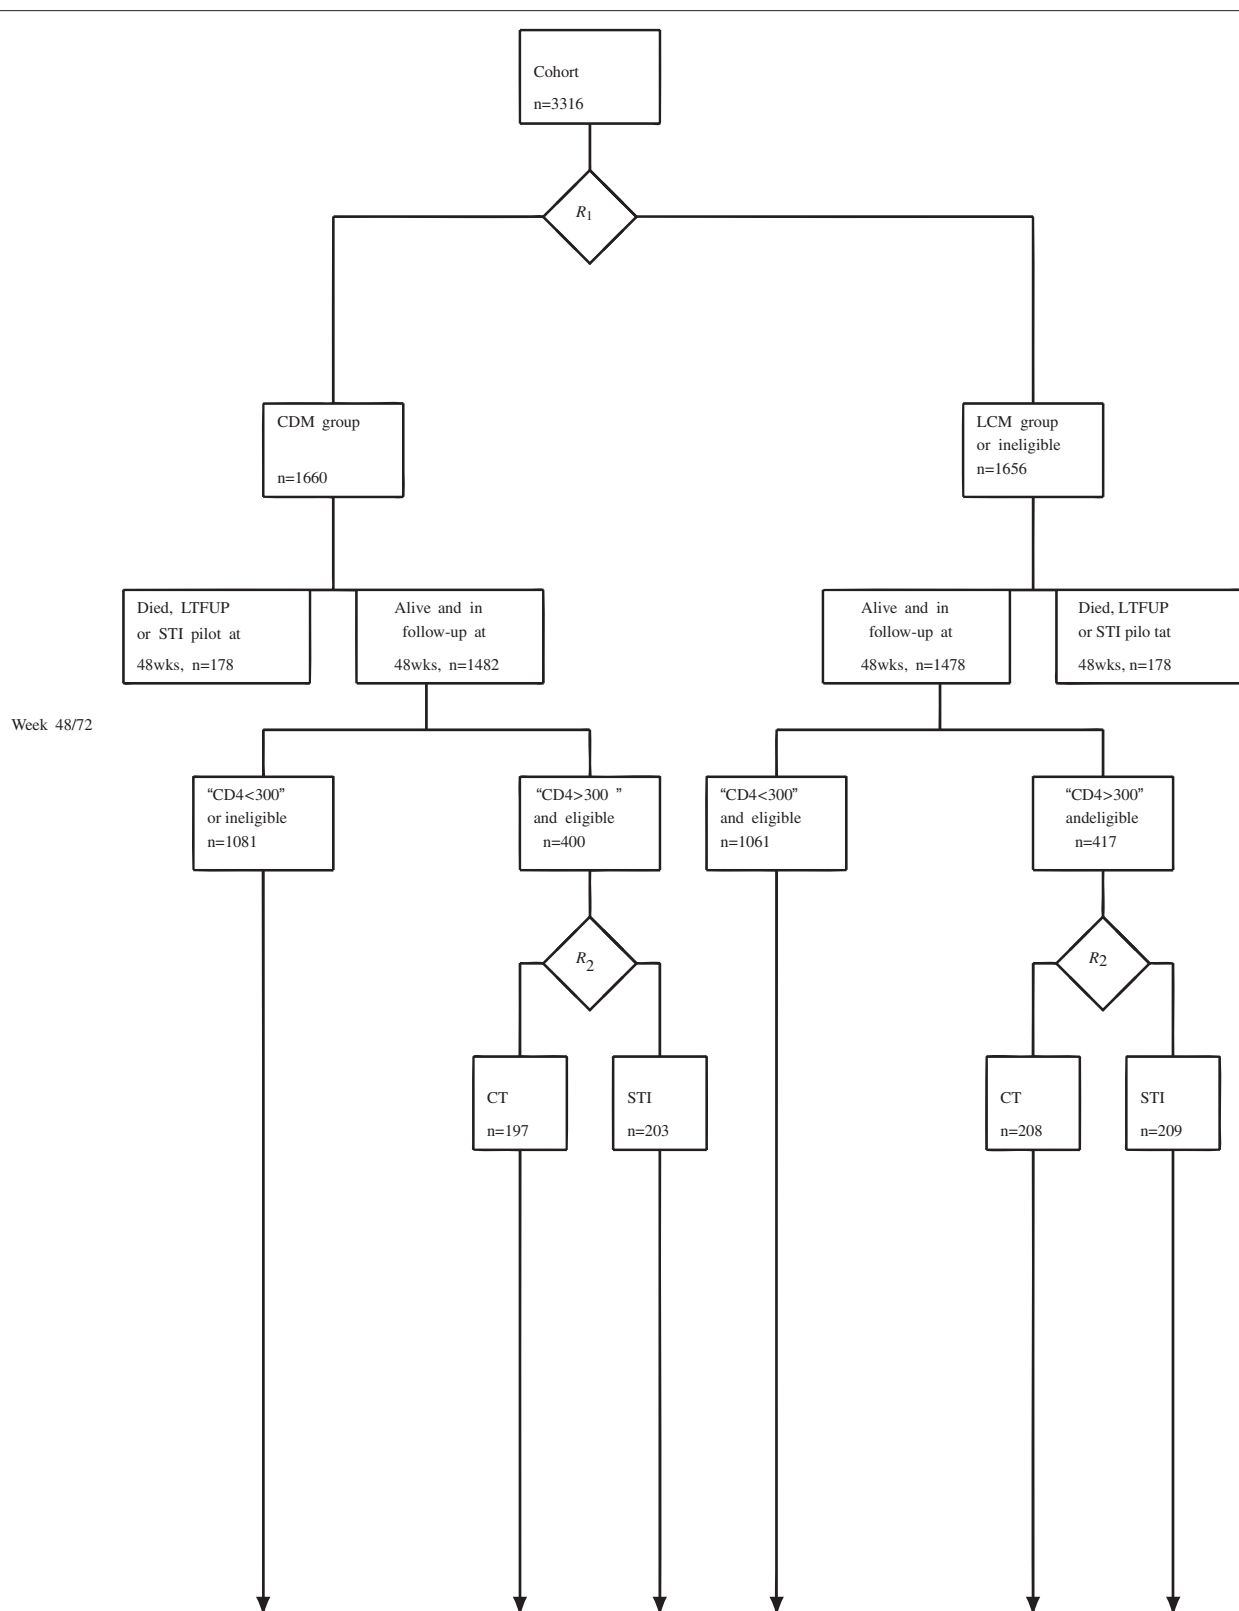 Cohort
n=3316
R1
CDM group
n=1660
LCM group
or ineligible
n=1656
Died, LTFUP
or STI pilot at
48wks, n=178
Alive and in
follow-up at
48wks, n=1482
Alive and in
follow-up at
48wks, n=1478
Died, LTFUP
or STI pilo tat
48wks, n=178
Week 48/72
“CD4<300”
or ineligible
n=1081
“CD4>300 ”
and eligible
n=400
“CD4<300”
and eligible
n=1061
“CD4>300”
andeligible
n=417
R2
R2
CT
n=197
STI
n=203
CT
n=208
STI
n=209